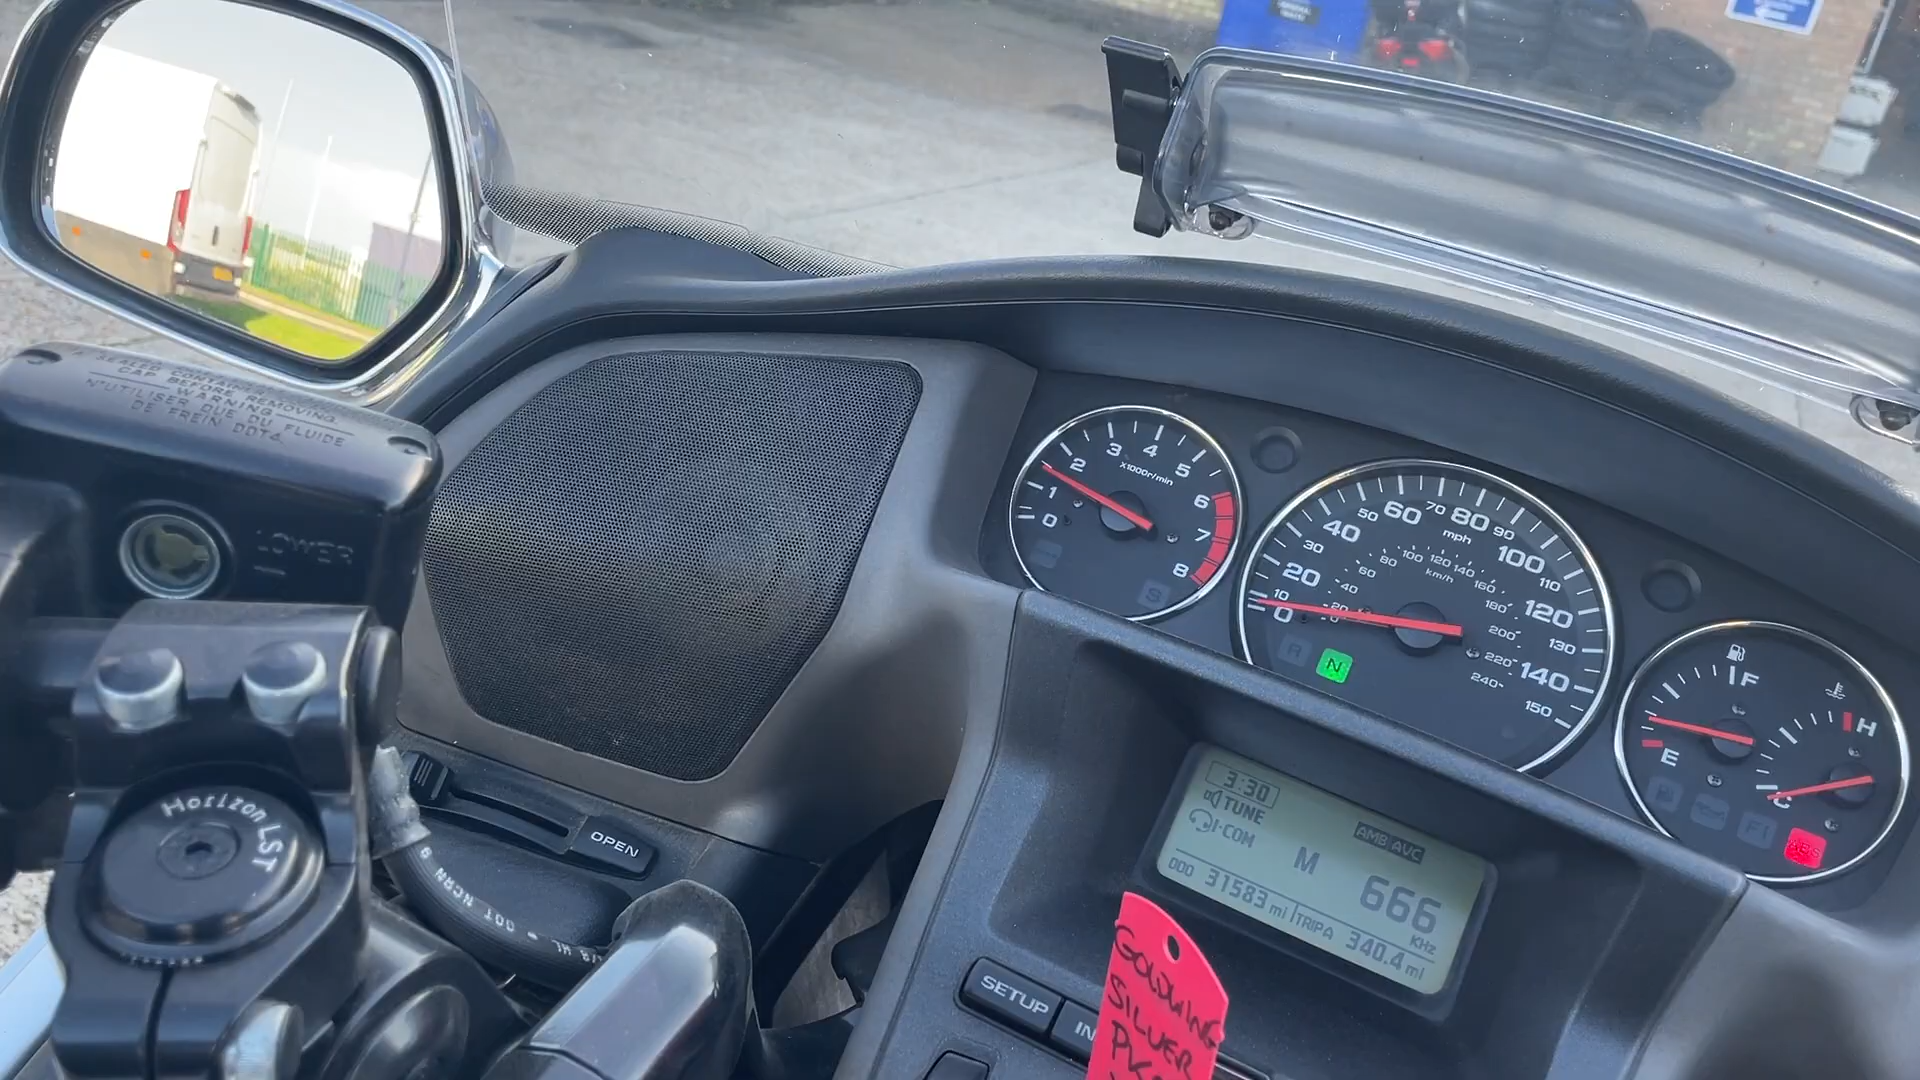 SEALED CONTAINER
CAP BEFORE REMOVING.
WARNING
N'UTILISER QUE DU FLUIDE
DE FREIN DOT4
LOWER
Horizon LST
OPEN
0 1 2 3 4 5 6 7 8
X1000r/min
S
0 10 20 30 40 50 60 70 80 90 100 110 120 130 140 150
mph
20 40 60 80 100 120 140 160 180 200 220 240
km/h
R
N
F
E
H
C
ABS
3:30
TUNE
I·COM
AMB AVC
M
666
KHz
ODO 31583 mi TRIPA 340.4 mi
SETUP
IN
GOLDWING
SILVER